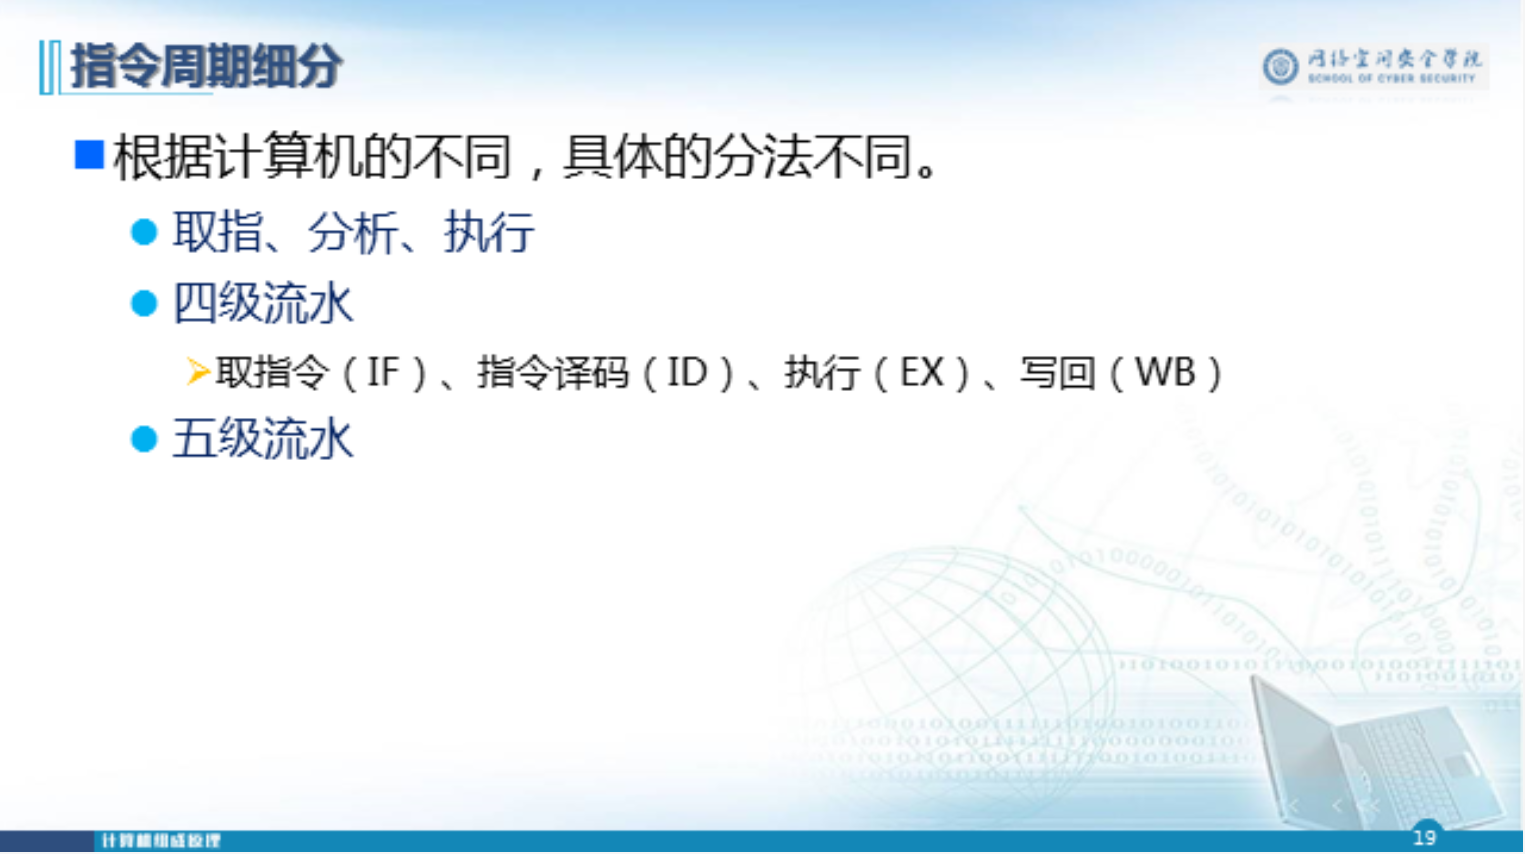 指令周期细分
网络空间安全学院
SCHOOL OF CYBER SECURITY
根据计算机的不同，具体的分法不同。
取指、分析、执行
四级流水
取指令（IF）、指令译码（ID）、执行（EX）、写回（WB）
五级流水
计算机组成原理
19